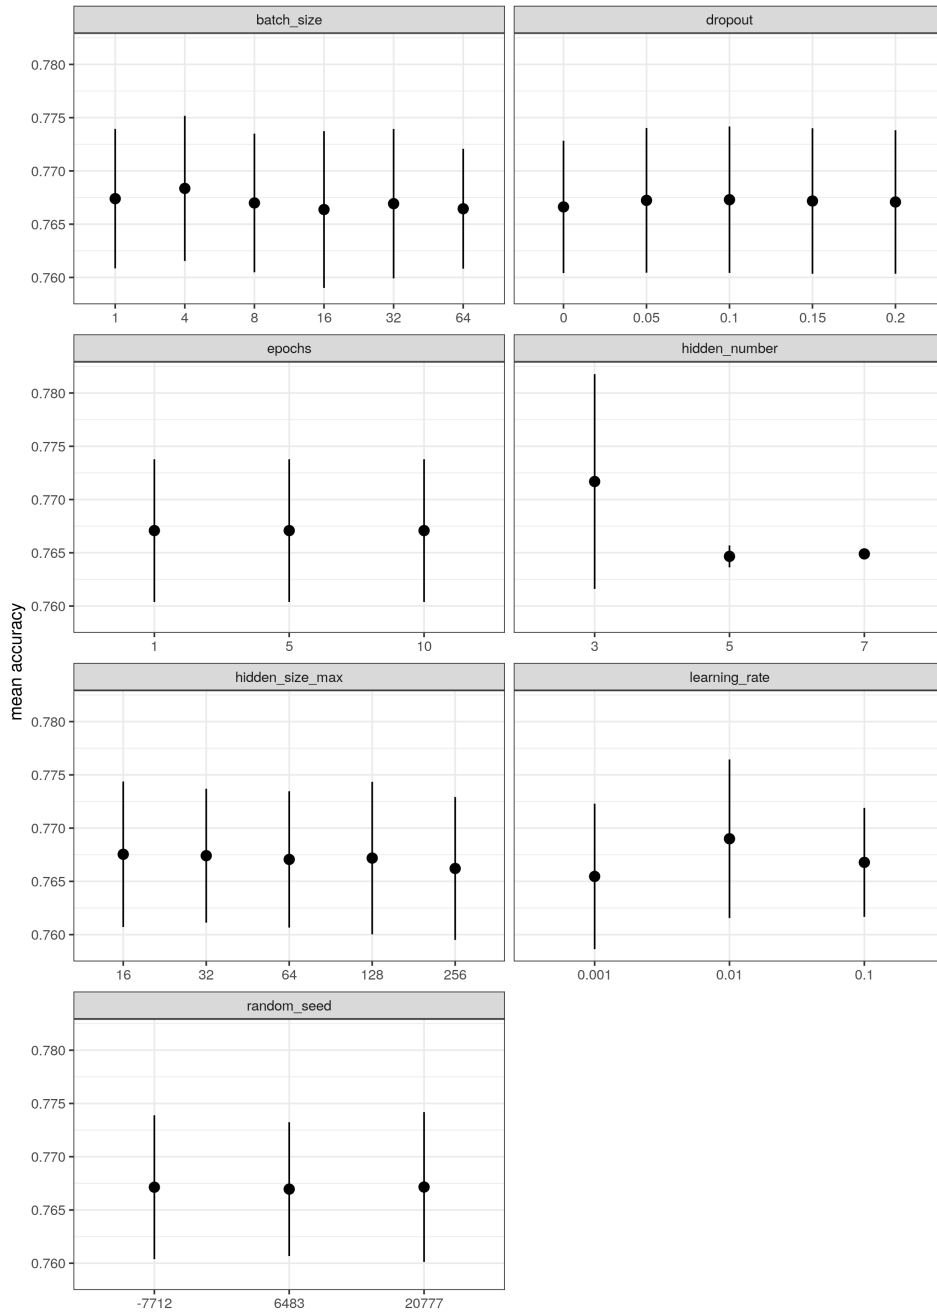 batch_size
dropout
0.780
0.775
0.770
0.765
0.760
1 4 8 16 32 64
0 0.05 0.1 0.15 0.2
epochs
hidden_number
0.780
0.775
0.770
0.765
0.760
1 5 10
3 5 7
mean accuracy
hidden_size_max
learning_rate
0.780
0.775
0.770
0.765
0.760
16 32 64 128 256
0.001 0.01 0.1
random_seed
0.780
0.775
0.770
0.765
0.760
-7712 6483 20777